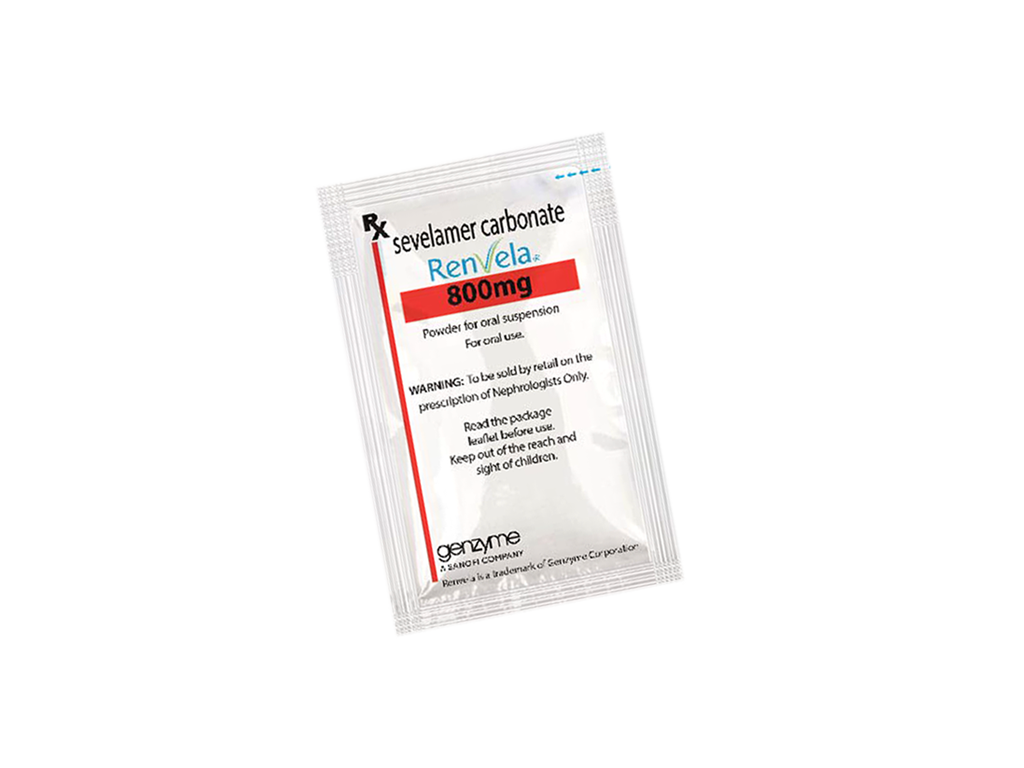 Rx
sevelamer carbonate
Renvela®
800mg
Powder for oral suspension
For oral use.
WARNING: To be sold by retail on the
prescription of Nephrologists Only.
Read the package
leaflet before use.
Keep out of the reach and
sight of children.
genzyme
A SANOFI COMPANY
Renvela is a trademark of Genzyme Corporation